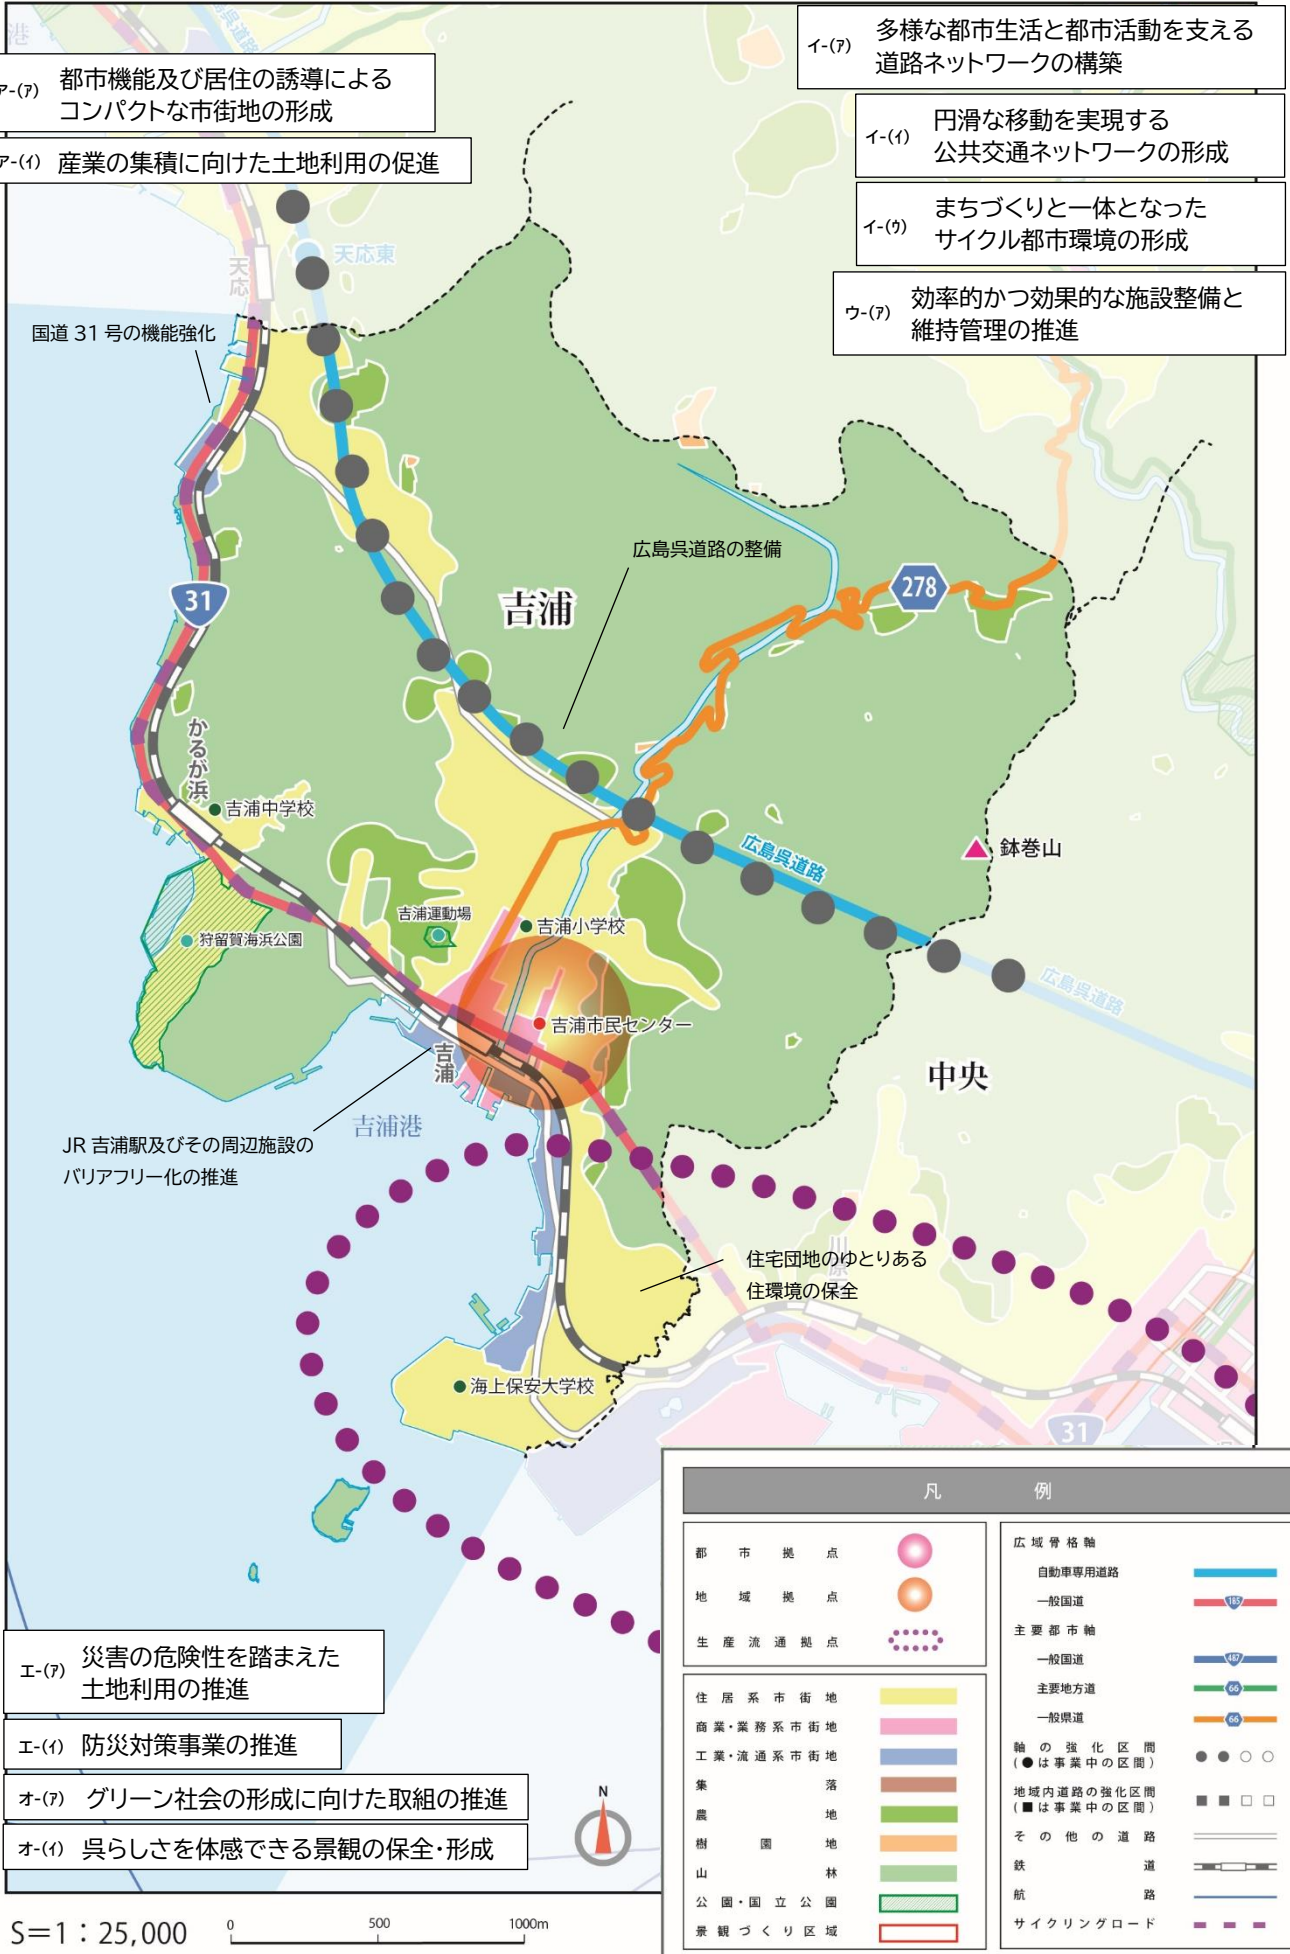 ア-(ア) 都市機能及び居住の誘導による
コンパクトな市街地の形成
ア-(イ) 産業の集積に向けた土地利用の促進
イ-(ア) 多様な都市生活と都市活動を支える
道路ネットワークの構築
イ-(イ) 円滑な移動を実現する
公共交通ネットワークの形成
イ-(ウ) まちづくりと一体となった
サイクル都市環境の形成
ウ-(ア) 効率的かつ効果的な施設整備と
維持管理の推進
港
広島呉道路
天応東
天応
国道 31 号の機能強化
広島呉道路の整備
吉浦
278
31
かるが浜
吉浦中学校
広島呉道路
鉢巻山
吉浦運動場
吉浦小学校
狩留賀海浜公園
広島呉道路
吉浦市民センター
吉浦
中央
吉浦港
JR 吉浦駅及びその周辺施設の
バリアフリー化の推進
住宅団地のゆとりある
住環境の保全
海上保安大学校
31
エ-(ア) 災害の危険性を踏まえた
土地利用の推進
エ-(イ) 防災対策事業の推進
オ-(ア) グリーン社会の形成に向けた取組の推進
オ-(イ) 呉らしさを体感できる景観の保全・形成
N
S＝1：25,000
0 500 1000m
凡例
都市拠点
地域拠点
生産流通拠点
住居系市街地
商業・業務系市街地
工業・流通系市街地
集落
農地
樹園地
山林
公園・国立公園
景観づくり区域
広域骨格軸
自動車専用道路
一般国道 185
主要都市軸
一般国道 487
主要地方道 66
一般県道 66
軸の強化区間
(●は事業中の区間)
地域内道路の強化区間
(■は事業中の区間)
その他の道路
鉄道
航路
サイクリングロード